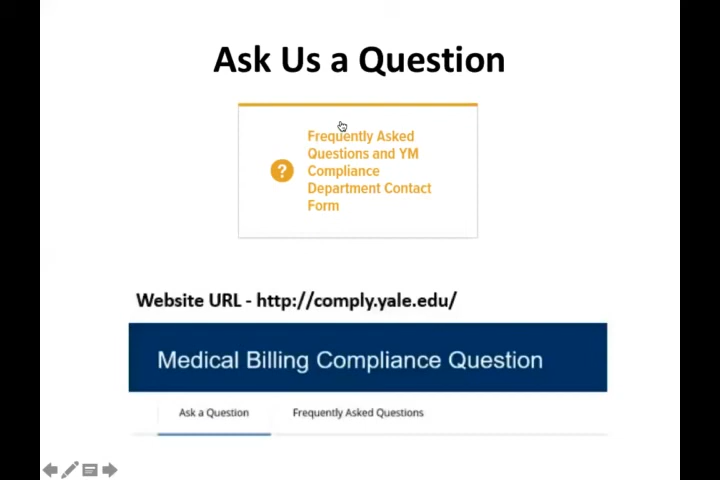 Ask Us a Question
?
Frequently Asked
Questions and YM
Compliance
Department Contact
Form
Website URL - http://comply.yale.edu/
Medical Billing Compliance Question
Ask a Question Frequently Asked Questions